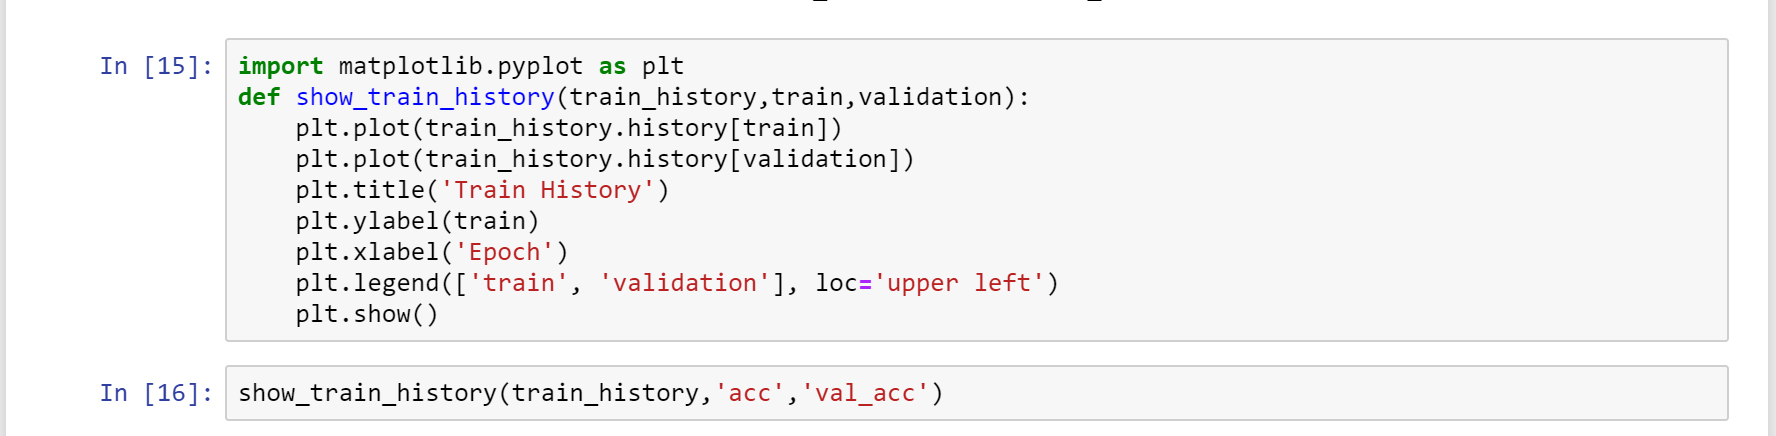 In [15]: import matplotlib.pyplot as plt
def show_train_history(train_history,train,validation):
    plt.plot(train_history.history[train])
    plt.plot(train_history.history[validation])
    plt.title('Train History')
    plt.ylabel(train)
    plt.xlabel('Epoch')
    plt.legend(['train', 'validation'], loc='upper left')
    plt.show()
In [16]: show_train_history(train_history,'acc','val_acc')